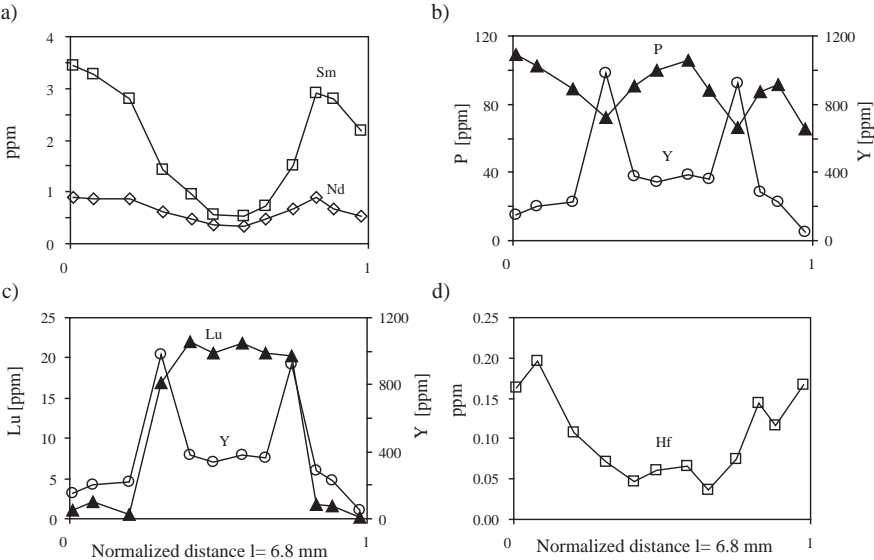 a)
4
3
2
1
0
ppm
Sm
Nd
0
1
b)
120
80
40
0
P [ppm]
P
Y
1200
800
400
0
Y [ppm]
0
1
c)
25
20
15
10
5
0
Lu [ppm]
Lu
Y
1200
800
400
0
Y [ppm]
0
1
Normalized distance l= 6.8 mm
d)
0.25
0.20
0.15
0.10
0.05
0.00
ppm
Hf
0
1
Normalized distance l= 6.8 mm